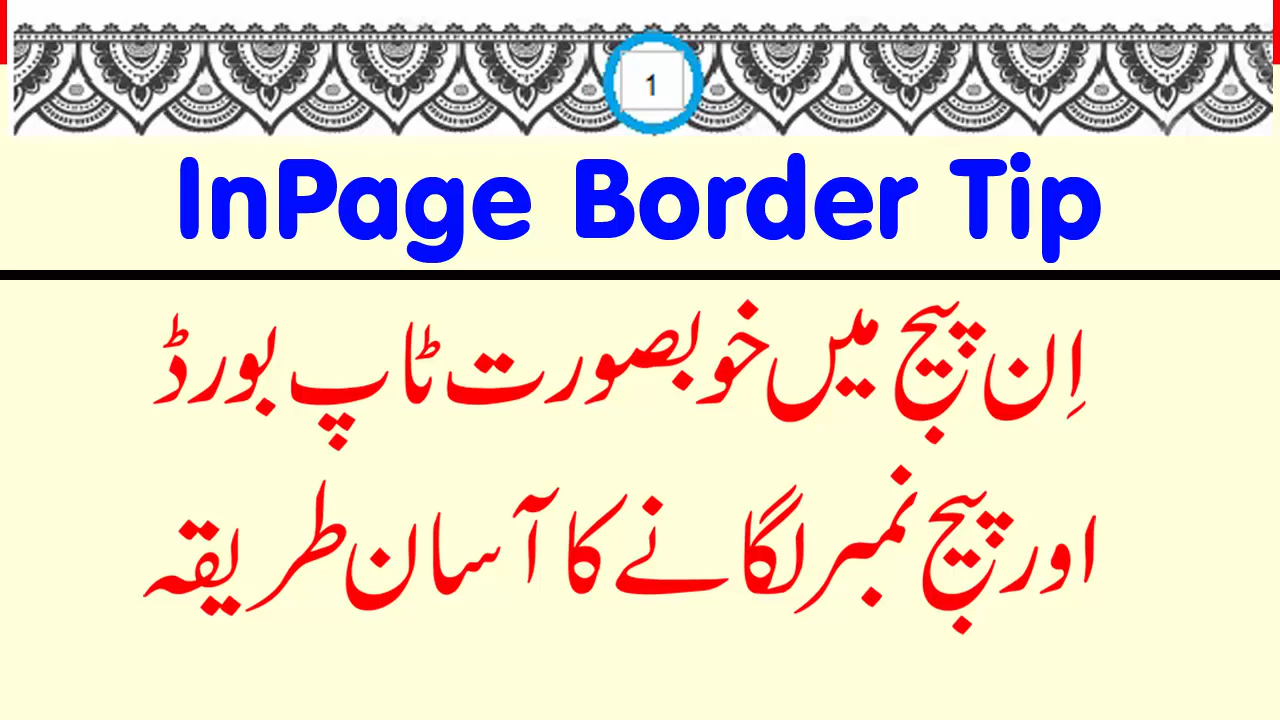 1
InPage Border Tip
اِن پیج میں خوبصورت ٹاپ بورڈ
اور پیج نمبر لگانے کا آسان طریقہ